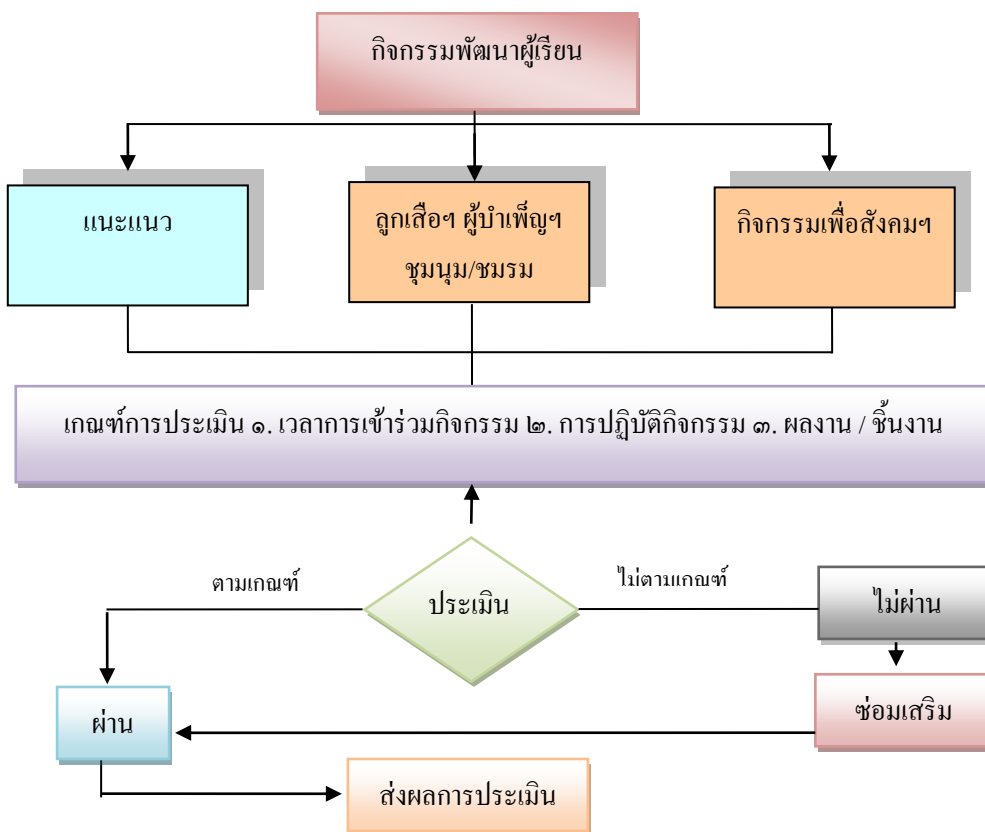 กิจกรรมพัฒนาผู้เรียน
แนะแนว
ลูกเสือฯ ผู้บำเพ็ญฯ
ชุมนุม/ชมรม
กิจกรรมเพื่อสังคมฯ
เกณฑ์การประเมิน ๑. เวลาการเข้าร่วมกิจกรรม ๒. การปฏิบัติกิจกรรม ๓. ผลงาน / ชิ้นงาน
ตามเกณฑ์
ประเมิน
ไม่ตามเกณฑ์
ไม่ผ่าน
ผ่าน
ซ่อมเสริม
ส่งผลการประเมิน